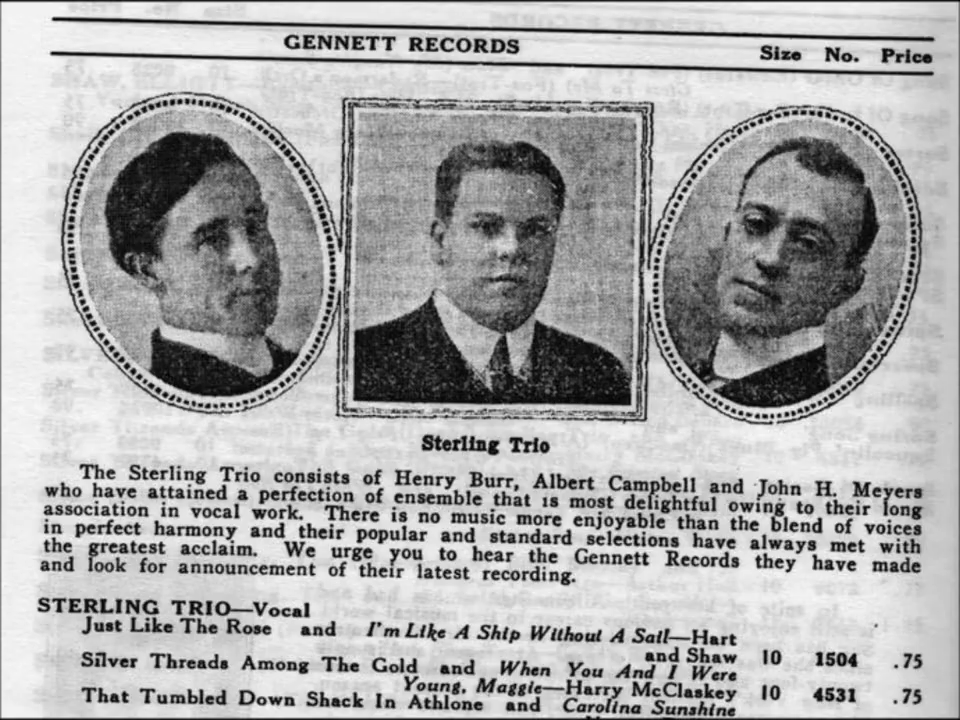 GENNETT RECORDS
Size No. Price
Sterling Trio
The Sterling Trio consists of Henry Burr, Albert Campbell and John H. Meyers
who have attained a perfection of ensemble that is most delightful owing to their long
association in vocal work. There is no music more enjoyable than the blend of voices
in perfect harmony and their popular and standard selections have always met with
the greatest acclaim. We urge you to hear the Gennett Records they have made
and look for announcement of their latest recording.
STERLING TRIO—Vocal
Just Like The Rose and I'm Like A Ship Without A Sail—Hart
and Shaw 10 1504 .75
Silver Threads Among The Gold and When You And I Were
Young, Maggie—Harry McClaskey 10 4531 .75
That Tumbled Down Shack In Athlone and Carolina Sunshine